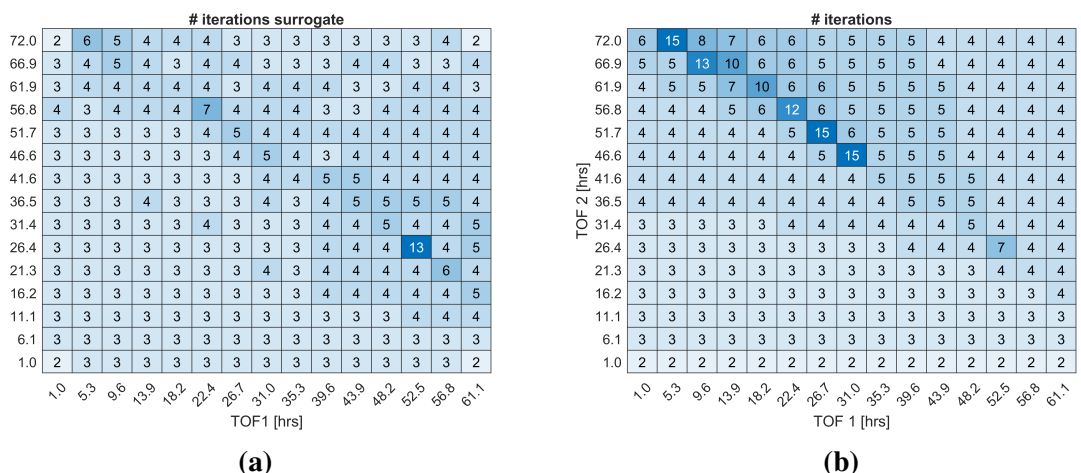 # iterations surrogate
72.0 2 6 5 4 4 4 3 3 3 3 3 3 3 4 2
66.9 3 4 5 4 3 4 4 3 3 3 4 4 3 3 4
61.9 3 4 4 4 4 4 3 3 3 4 4 3 3 4 3
56.8 4 3 4 4 4 7 4 4 4 3 3 4 4 4 4
51.7 3 3 3 3 3 4 5 4 4 4 4 4 4 4 4
46.6 3 3 3 3 3 3 4 5 4 3 4 4 4 4 4
41.6 3 3 3 3 3 3 3 4 4 5 5 4 4 4 4
36.5 3 3 3 4 3 3 3 4 4 4 5 5 5 5 4
31.4 3 3 3 3 3 4 3 3 3 4 4 5 4 4 5
26.4 3 3 3 3 3 3 3 3 3 4 4 4 13 4 5
21.3 3 3 3 3 3 3 3 4 3 4 4 4 4 6 4
16.2 3 3 3 3 3 3 3 3 3 4 4 4 4 4 5
11.1 3 3 3 3 3 3 3 3 3 3 3 3 4 4 4
6.1 3 3 3 3 3 3 3 3 3 3 3 3 3 3 3
1.0 2 3 3 3 3 3 3 3 3 3 3 3 3 3 2
1.0 5.3 9.6 13.9 18.2 22.4 26.7 31.0 35.3 39.6 43.9 48.2 52.5 56.8 61.1
TOF1 [hrs]
(a)
# iterations
TOF 2 [hrs]
72.0 6 15 8 7 6 6 5 5 5 5 4 4 4 4 4
66.9 5 5 13 10 6 6 5 5 5 5 4 4 4 4 4
61.9 4 5 5 7 10 6 6 5 5 5 4 4 4 4 4
56.8 4 4 4 5 6 12 6 5 5 5 5 4 4 4 4
51.7 4 4 4 4 4 5 15 6 5 5 5 4 4 4 4
46.6 4 4 4 4 4 4 5 15 5 5 5 4 4 4 4
41.6 4 4 4 4 4 4 4 4 5 5 5 5 4 4 4
36.5 4 4 4 4 4 4 4 4 4 5 5 5 4 4 4
31.4 3 3 3 3 3 4 4 4 4 4 4 5 4 4 4
26.4 3 3 3 3 3 3 3 3 3 4 4 4 7 4 4
21.3 3 3 3 3 3 3 3 3 3 3 3 3 4 4 4
16.2 3 3 3 3 3 3 3 3 3 3 3 3 3 3 4
11.1 3 3 3 3 3 3 3 3 3 3 3 3 3 3 3
6.1 3 3 3 3 3 3 3 3 3 3 3 3 3 3 3
1.0 2 2 2 2 2 2 2 2 2 2 2 2 2 2 2
1.0 5.3 9.6 13.9 18.2 22.4 26.7 31.0 35.3 39.6 43.9 48.2 52.5 56.8 61.1
TOF 1 [hrs]
(b)